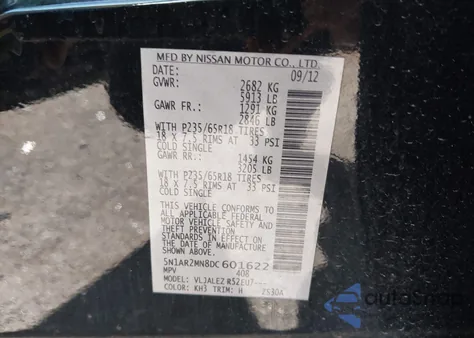 MFD BY NISSAN MOTOR CO., LTD.
DATE: 09/12
GVWR: 2682 KG
5913 LB
GAWR FR.: 1291 KG
2846 LB
WITH P235/65R18 TIRES
18 X 7.5 RIMS AT 33 PSI
COLD SINGLE
GAWR RR.: 1454 KG
3205 LB
WITH P235/65R18 TIRES
18 X 7.5 RIMS AT 33 PSI
COLD SINGLE
THIS VEHICLE CONFORMS TO
ALL APPLICABLE FEDERAL
MOTOR VEHICLE SAFETY AND
THEFT PREVENTION
STANDARDS IN EFFECT ON
THE DATE OF MANUFACTURE
SHOWN ABOVE.
5N1AR2MN8DC601622
MPV 408
MODEL: VLJALEZ R52EU7---
COLOR: KH3 TRIM: H 7S30A